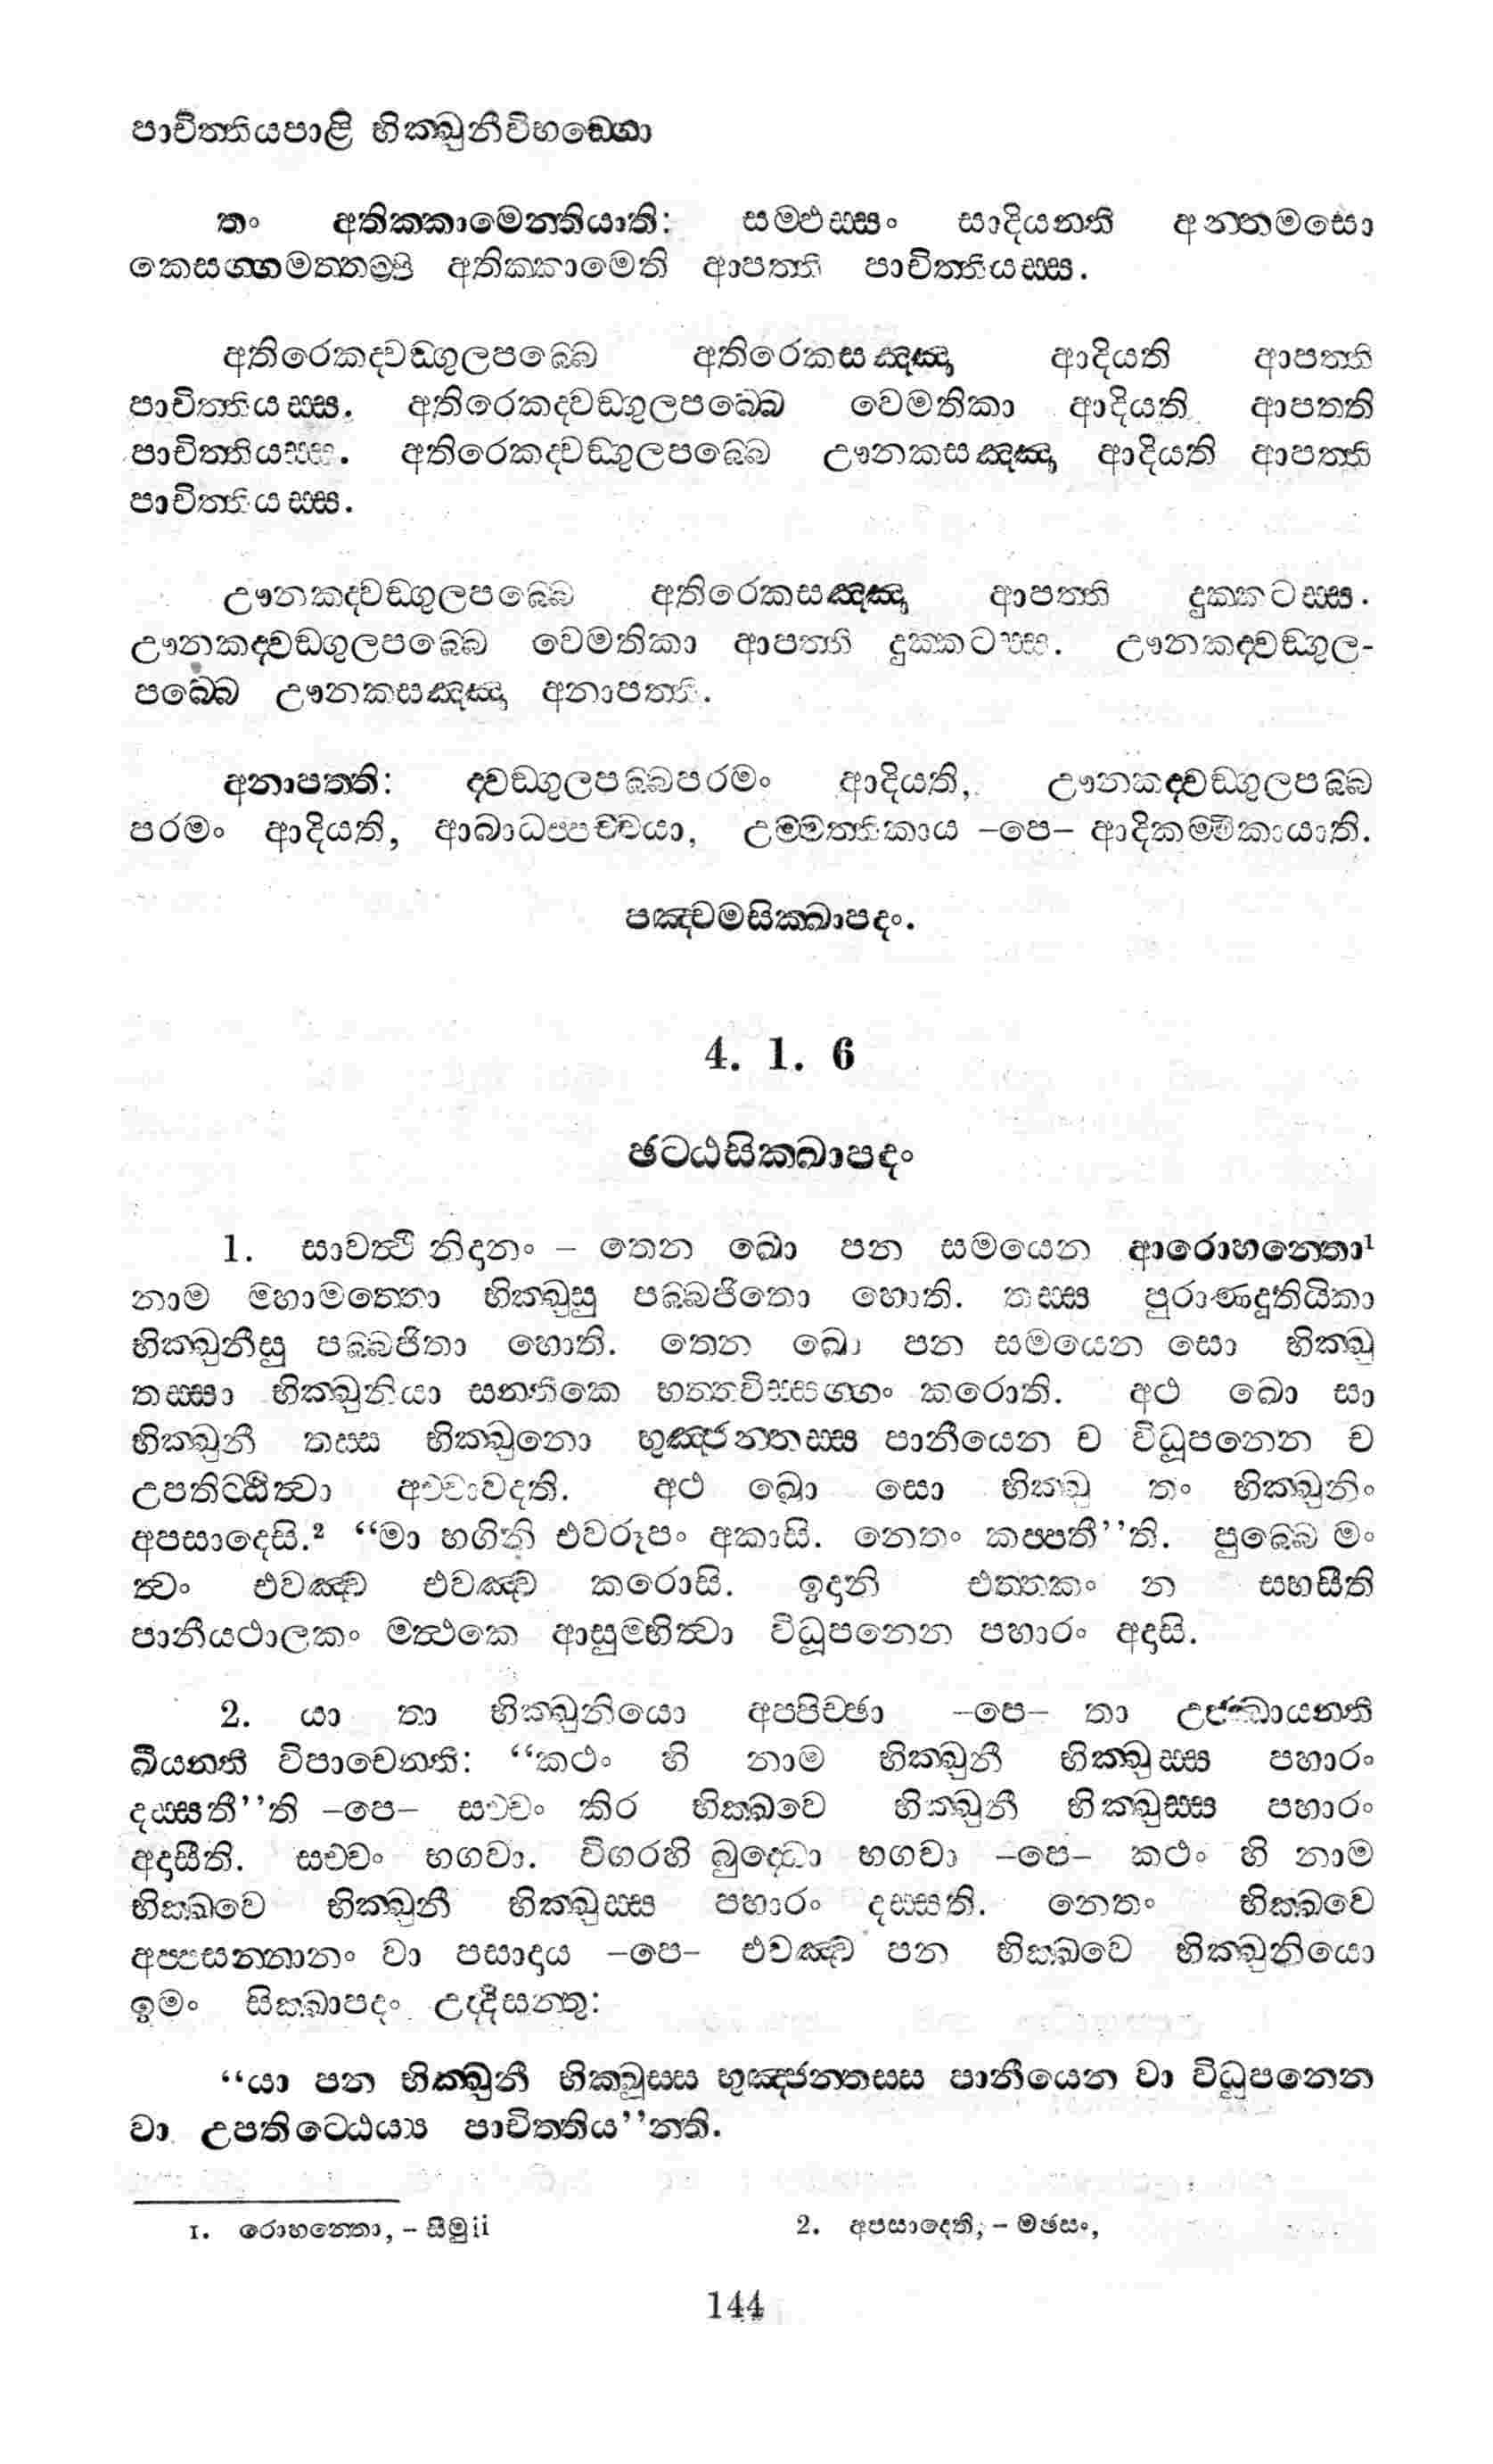 පාචිත්තියපාළි භික්ඛුනීවිභඞ්ගො
තං අතික්කාමෙන්තියාති: සම්ඵස්සං සාදියන්තී අන්තමසො
කෙසග්ගමත්තම්පි අතික්කාමෙති ආපත්ති පාචිත්තියස්ස.
අතිරෙකද්වඞ්ගුලපබ්බෙ අතිරෙකසඤ්ඤා ආදියති ආපත්ති
පාචිත්තියස්ස. අතිරෙකද්වඞ්ගුලපබ්බෙ වෙමතිකා ආදියති ආපත්ති
පාචිත්තියස්ස. අතිරෙකද්වඞ්ගුලපබ්බෙ ඌනකසඤ්ඤා ආදියති ආපත්ති
පාචිත්තියස්ස.
ඌනකද්වඞ්ගුලපබ්බෙ අතිරෙකසඤ්ඤා ආපත්ති දුක්කටස්ස.
ඌනකද්වඞ්ගුලපබ්බෙ වෙමතිකා ආපත්ති දුක්කටස්ස. ඌනකද්වඞ්ගුල-
පබ්බෙ ඌනකසඤ්ඤා අනාපත්ති.
අනාපත්ති: ද්වඞ්ගුලපබ්බපරමං ආදියති, ඌනකද්වඞ්ගුලපබ්බ
පරමං ආදියති, ආබාධප්පච්චයා, උම්මත්තිකාය –පෙ– ආදිකම්මිකායාති.
පඤ්චමසික්ඛාපදං.
4. 1. 6
ඡට්ඨසික්ඛාපදං
1. සාවත්ථි නිදානං – තෙන ඛො පන සමයෙන ආරොහන්තො¹
නාම මහාමත්තො භික්ඛුසු පබ්බජිතො හොති. තස්ස පුරාණදූතියිකා
භික්ඛුනීසු පබ්බජිතා හොති. තෙන ඛො පන සමයෙන සො භික්ඛු
තස්සා භික්ඛුනියා සන්තිකෙ භත්තවිස්සග්ගං කරොති. අථ ඛො සා
භික්ඛුනී තස්ස භික්ඛුනො භුඤ්ජන්තස්ස පානීයෙන ච විධූපනෙන ච
උපතිට්ඨිත්වා අච්චාවදති. අථ ඛො සො භික්ඛු තං භික්ඛුනිං
අපසාදෙසි.² “මා භගිනි එවරූපං අකාසි. නෙතං කප්පතී”ති. පුබ්බෙ මං
ත්වං එවඤ්ච එවඤ්ච කරොසි. ඉදානි එත්තකං න සහසීති
පානීයථාලකං මත්ථකෙ ආසුම්භිත්වා විධූපනෙන පහාරං අදාසි.
2. යා තා භික්ඛුනියො අප්පිච්ඡා –පෙ– තා උජ්ඣායන්ති
ඛීයන්ති විපාචෙන්ති: “කථං හි නාම භික්ඛුනී භික්ඛුස්ස පහාරං
දස්සතී”ති –පෙ– සච්චං කිර භික්ඛවෙ භික්ඛුනී භික්ඛුස්ස පහාරං
අදාසීති. සච්චං භගවා. විගරහි බුද්ධො භගවා –පෙ– කථං හි නාම
භික්ඛවෙ භික්ඛුනී භික්ඛුස්ස පහාරං දස්සති. නෙතං භික්ඛවෙ
අප්පසන්නානං වා පසාදාය –පෙ– එවඤ්ච පන භික්ඛවෙ භික්ඛුනියො
ඉමං සික්ඛාපදං උද්දිසන්තු:
“යා පන භික්ඛුනී භික්ඛුස්ස භුඤ්ජන්තස්ස පානීයෙන වා විධූපනෙන
වා උපතිට්ඨෙය්‍ය පාචිත්තිය”න්ති.
1. රොහන්තො, – සීමු ii 2. අපසාදෙති, – මඡසං,
144